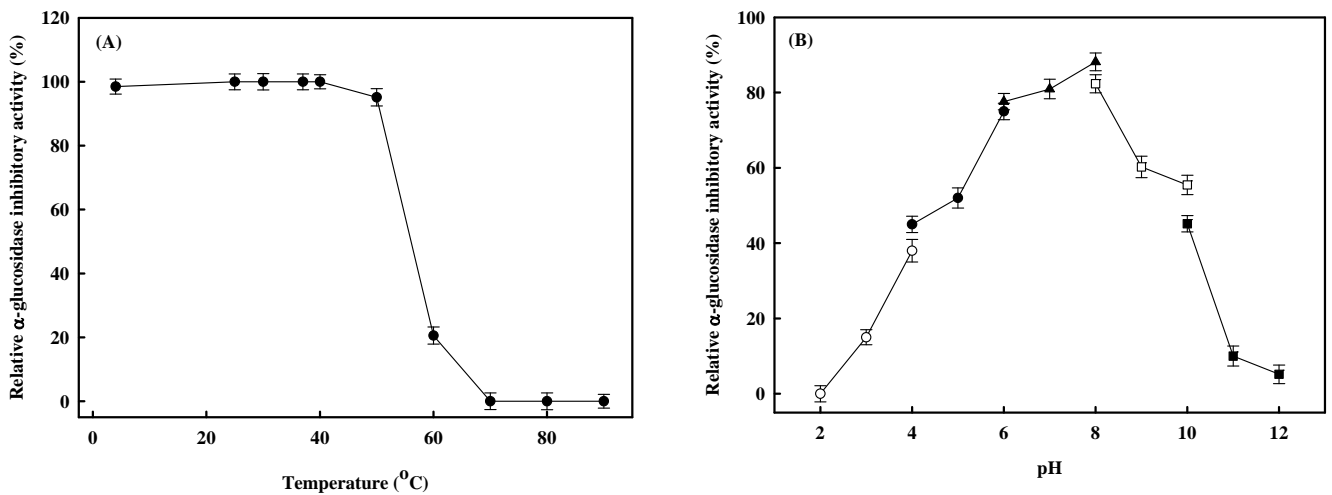 (A)
Relative α-glucosidase inhibitory activity (%)
120
100
80
60
40
20
0
0 20 40 60 80
Temperature (°C)
(B)
Relative α-glucosidase inhibitory activity (%)
100
80
60
40
20
0
2 4 6 8 10 12
pH